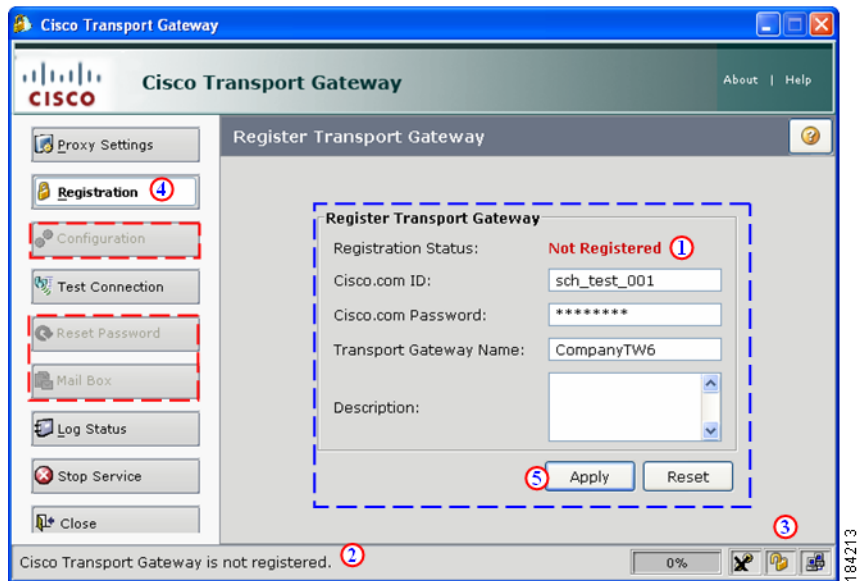 Cisco Transport Gateway
CISCO
Cisco Transport Gateway
About | Help
Proxy Settings
Registration 4
Configuration
Test Connection
Reset Password
Mail Box
Log Status
Stop Service
Close
Register Transport Gateway
Register Transport Gateway
Registration Status: Not Registered 1
Cisco.com ID: sch_test_001
Cisco.com Password: ********
Transport Gateway Name: CompanyTW6
Description:
5 Apply Reset
3
Cisco Transport Gateway is not registered. 2
0%
184213